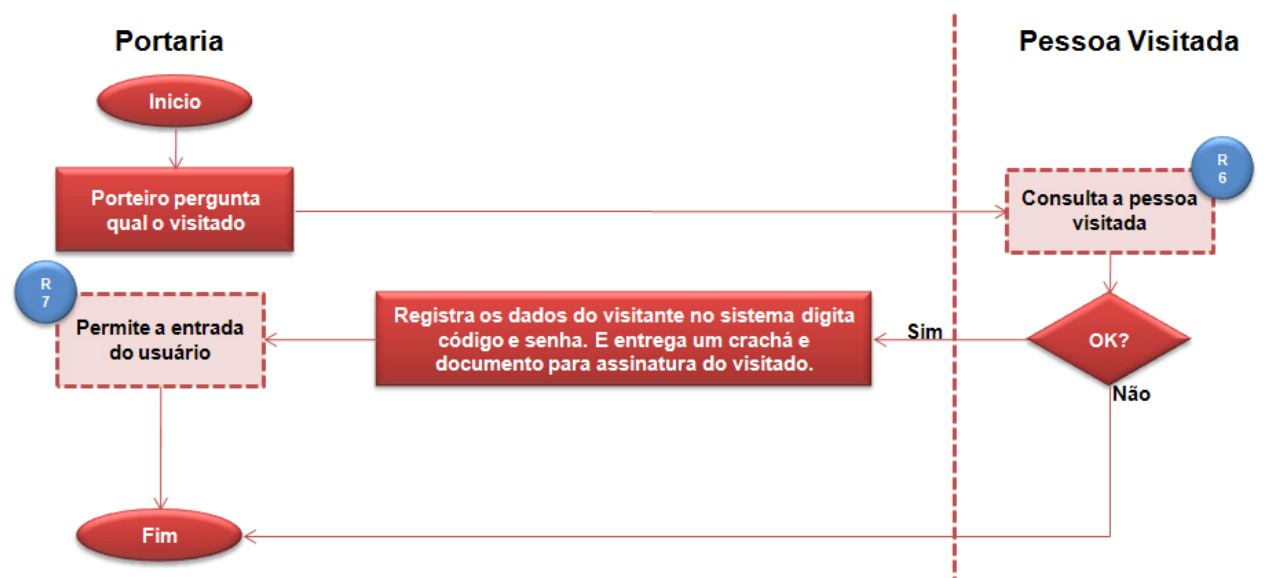 Portaria
Pessoa Visitada
Inicio
Porteiro pergunta
qual o visitado
R
6
Consulta a pessoa
visitada
R
7
Permite a entrada
do usuário
Registra os dados do visitante no sistema digita
código e senha. E entrega um crachá e
documento para assinatura do visitado.
Sim
OK?
Não
Fim